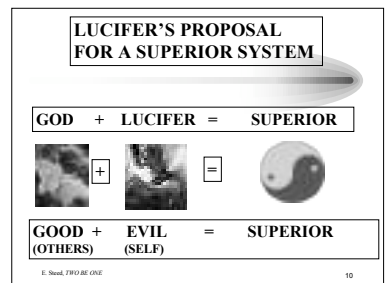 LUCIFER'S PROPOSAL
FOR A SUPERIOR SYSTEM
GOD + LUCIFER = SUPERIOR
+ =
GOOD + EVIL = SUPERIOR
(OTHERS) (SELF)
E. Steed, TWO BE ONE 10